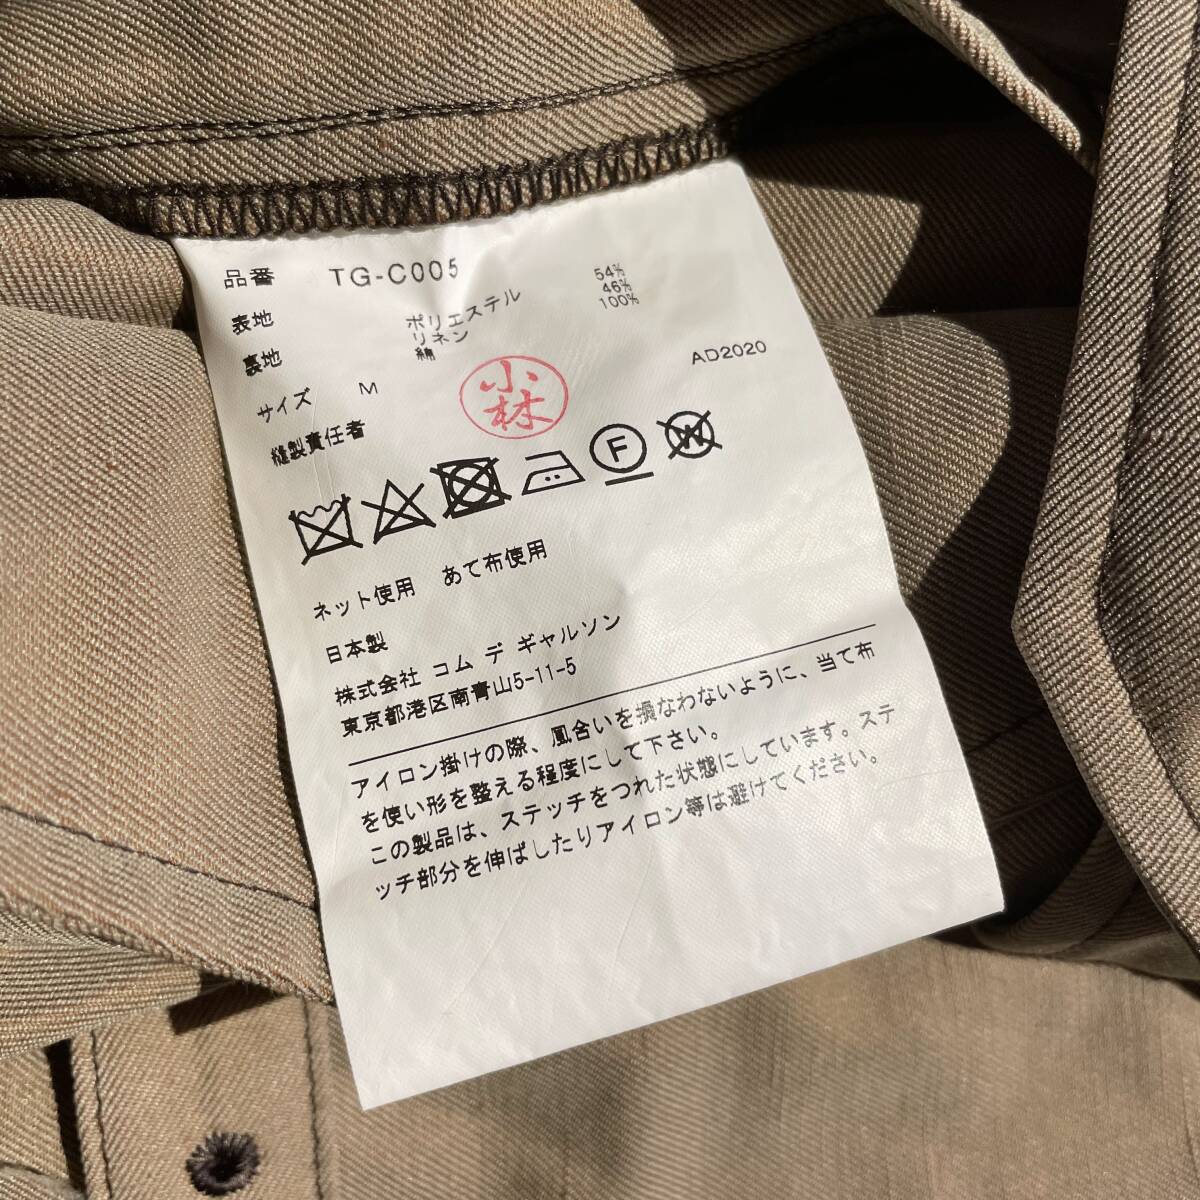 品番 TG-C005
表地 ポリエステル 54%
リネン 46%
裏地 綿 100%
サイズ M
AD2020
縫製責任者 小林
F
W
ネット使用 あて布使用
日本製
株式会社 コム デ ギャルソン
東京都港区南青山5-11-5
アイロン掛けの際、風合いを損なわないように、当て布
を使い形を整える程度にして下さい。
この製品は、ステッチをつれた状態にしています。ステ
ッチ部分を伸ばしたりアイロン等は避けてください。